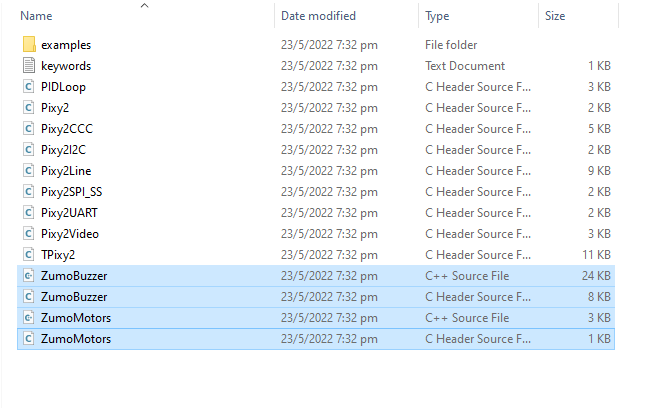 Name Date modified Type Size
examples 23/5/2022 7:32 pm File folder
keywords 23/5/2022 7:32 pm Text Document 1 KB
PIDLoop 23/5/2022 7:32 pm C Header Source F... 3 KB
Pixy2 23/5/2022 7:32 pm C Header Source F... 2 KB
Pixy2CCC 23/5/2022 7:32 pm C Header Source F... 5 KB
Pixy2I2C 23/5/2022 7:32 pm C Header Source F... 2 KB
Pixy2Line 23/5/2022 7:32 pm C Header Source F... 9 KB
Pixy2SPI_SS 23/5/2022 7:32 pm C Header Source F... 2 KB
Pixy2UART 23/5/2022 7:32 pm C Header Source F... 2 KB
Pixy2Video 23/5/2022 7:32 pm C Header Source F... 3 KB
TPixy2 23/5/2022 7:32 pm C Header Source F... 11 KB
ZumoBuzzer 23/5/2022 7:32 pm C++ Source File 24 KB
ZumoBuzzer 23/5/2022 7:32 pm C Header Source F... 8 KB
ZumoMotors 23/5/2022 7:32 pm C++ Source File 3 KB
ZumoMotors 23/5/2022 7:32 pm C Header Source F... 1 KB